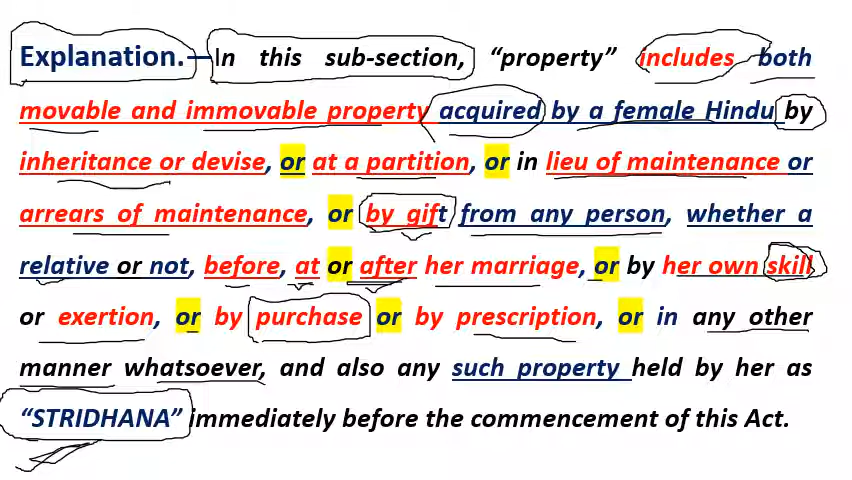 Explanation.—In this sub-section, “property” includes both
movable and immovable property acquired by a female Hindu by
inheritance or devise, or at a partition, or in lieu of maintenance or
arrears of maintenance, or by gift from any person, whether a
relative or not, before, at or after her marriage, or by her own skill
or exertion, or by purchase or by prescription, or in any other
manner whatsoever, and also any such property held by her as
“STRIDHANA” immediately before the commencement of this Act.